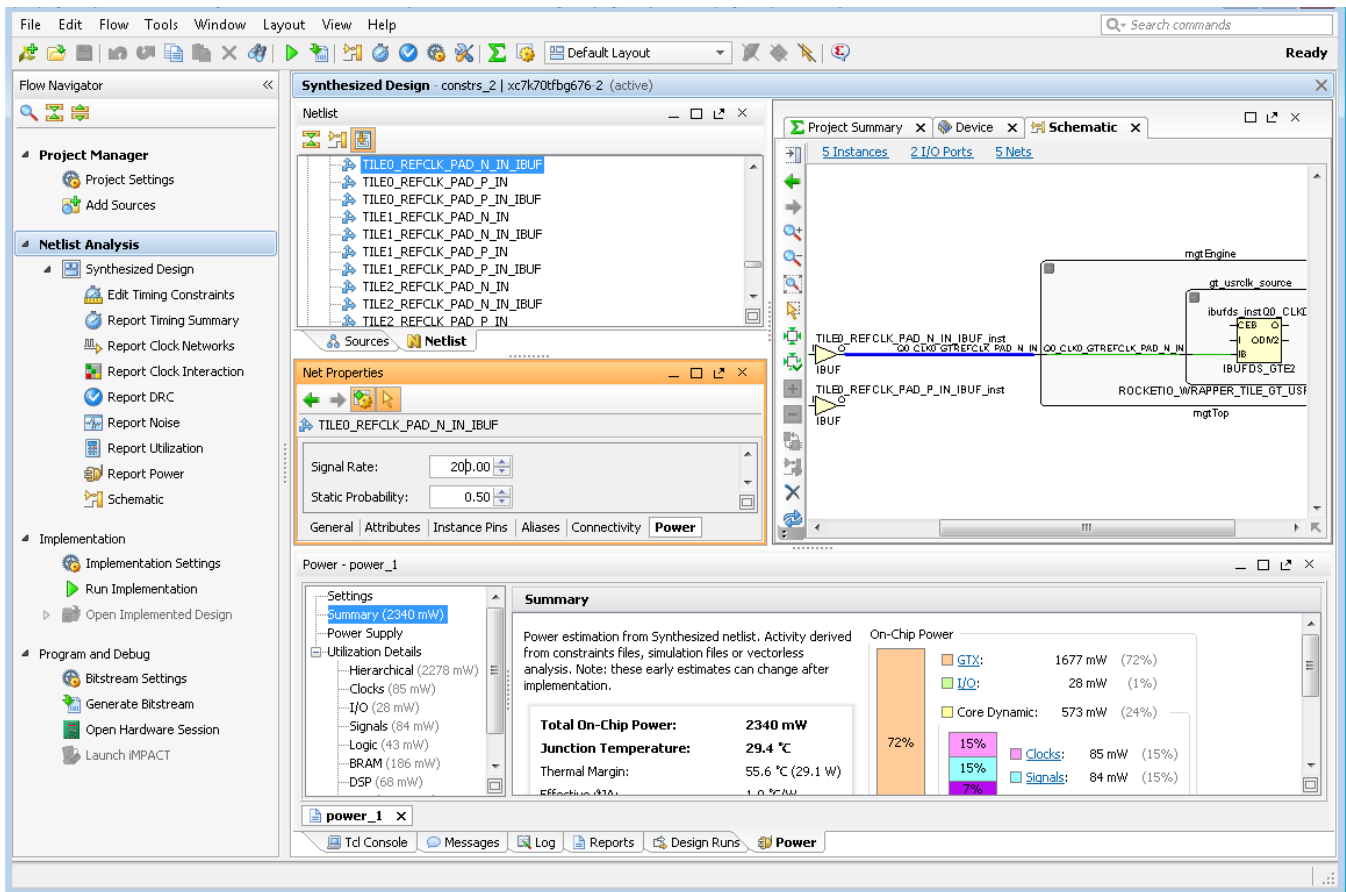 File Edit Flow Tools Window Layout View Help
Search commands
Default Layout
Ready
Flow Navigator
Project Manager
Project Settings
Add Sources
Netlist Analysis
Synthesized Design
Edit Timing Constraints
Report Timing Summary
Report Clock Networks
Report Clock Interaction
Report DRC
Report Noise
Report Utilization
Report Power
Schematic
Implementation
Implementation Settings
Run Implementation
Open Implemented Design
Program and Debug
Bitstream Settings
Generate Bitstream
Open Hardware Session
Launch iMPACT
Synthesized Design - constrs_2 | xc7k70tfbg676-2 (active)
Netlist
TILE0_REFCLK_PAD_N_IN_IBUF
TILE0_REFCLK_PAD_P_IN
TILE0_REFCLK_PAD_P_IN_IBUF
TILE1_REFCLK_PAD_N_IN
TILE1_REFCLK_PAD_N_IN_IBUF
TILE1_REFCLK_PAD_P_IN
TILE1_REFCLK_PAD_P_IN_IBUF
TILE2_REFCLK_PAD_N_IN
TILE2_REFCLK_PAD_N_IN_IBUF
TILE2_REFCLK_PAD_P_IN
Sources Netlist
Net Properties
TILE0_REFCLK_PAD_N_IN_IBUF
Signal Rate: 200.00
Static Probability: 0.50
General Attributes Instance Pins Aliases Connectivity Power
Project Summary Device Schematic
5 Instances 2 I/O Ports 5 Nets
mgtEngine
gt_usrclk_source
ibufds_instQ0_CLK
CEB O
I ODIV2
IB
IBUFDS_GTE2
TILE0_REFCLK_PAD_N_IN_IBUF_inst
Q0_CLK0_GTREFCLK_PAD_N_IN Q0_CLK0_GTREFCLK_PAD_N_IN
I O
IBUF
TILE0_REFCLK_PAD_P_IN_IBUF_inst
I O
IBUF
ROCKETIO_WRAPPER_TILE_GT_US
mgtTop
Power - power_1
Settings
Summary (2340 mW)
Power Supply
Utilization Details
Hierarchical (2278 mW)
Clocks (85 mW)
I/O (28 mW)
Signals (84 mW)
Logic (43 mW)
BRAM (186 mW)
DSP (68 mW)
Summary
Power estimation from Synthesized netlist. Activity derived
from constraints files, simulation files or vectorless
analysis. Note: these early estimates can change after
implementation.
Total On-Chip Power: 2340 mW
Junction Temperature: 29.4 °C
Thermal Margin: 55.6 °C (29.1 W)
Effective ϑJA: 1.0 °C/W
On-Chip Power
GTX: 1677 mW (72%)
I/O: 28 mW (1%)
Core Dynamic: 573 mW (24%)
72%
15% Clocks: 85 mW (15%)
15% Signals: 84 mW (15%)
7%
power_1
Tcl Console Messages Log Reports Design Runs Power